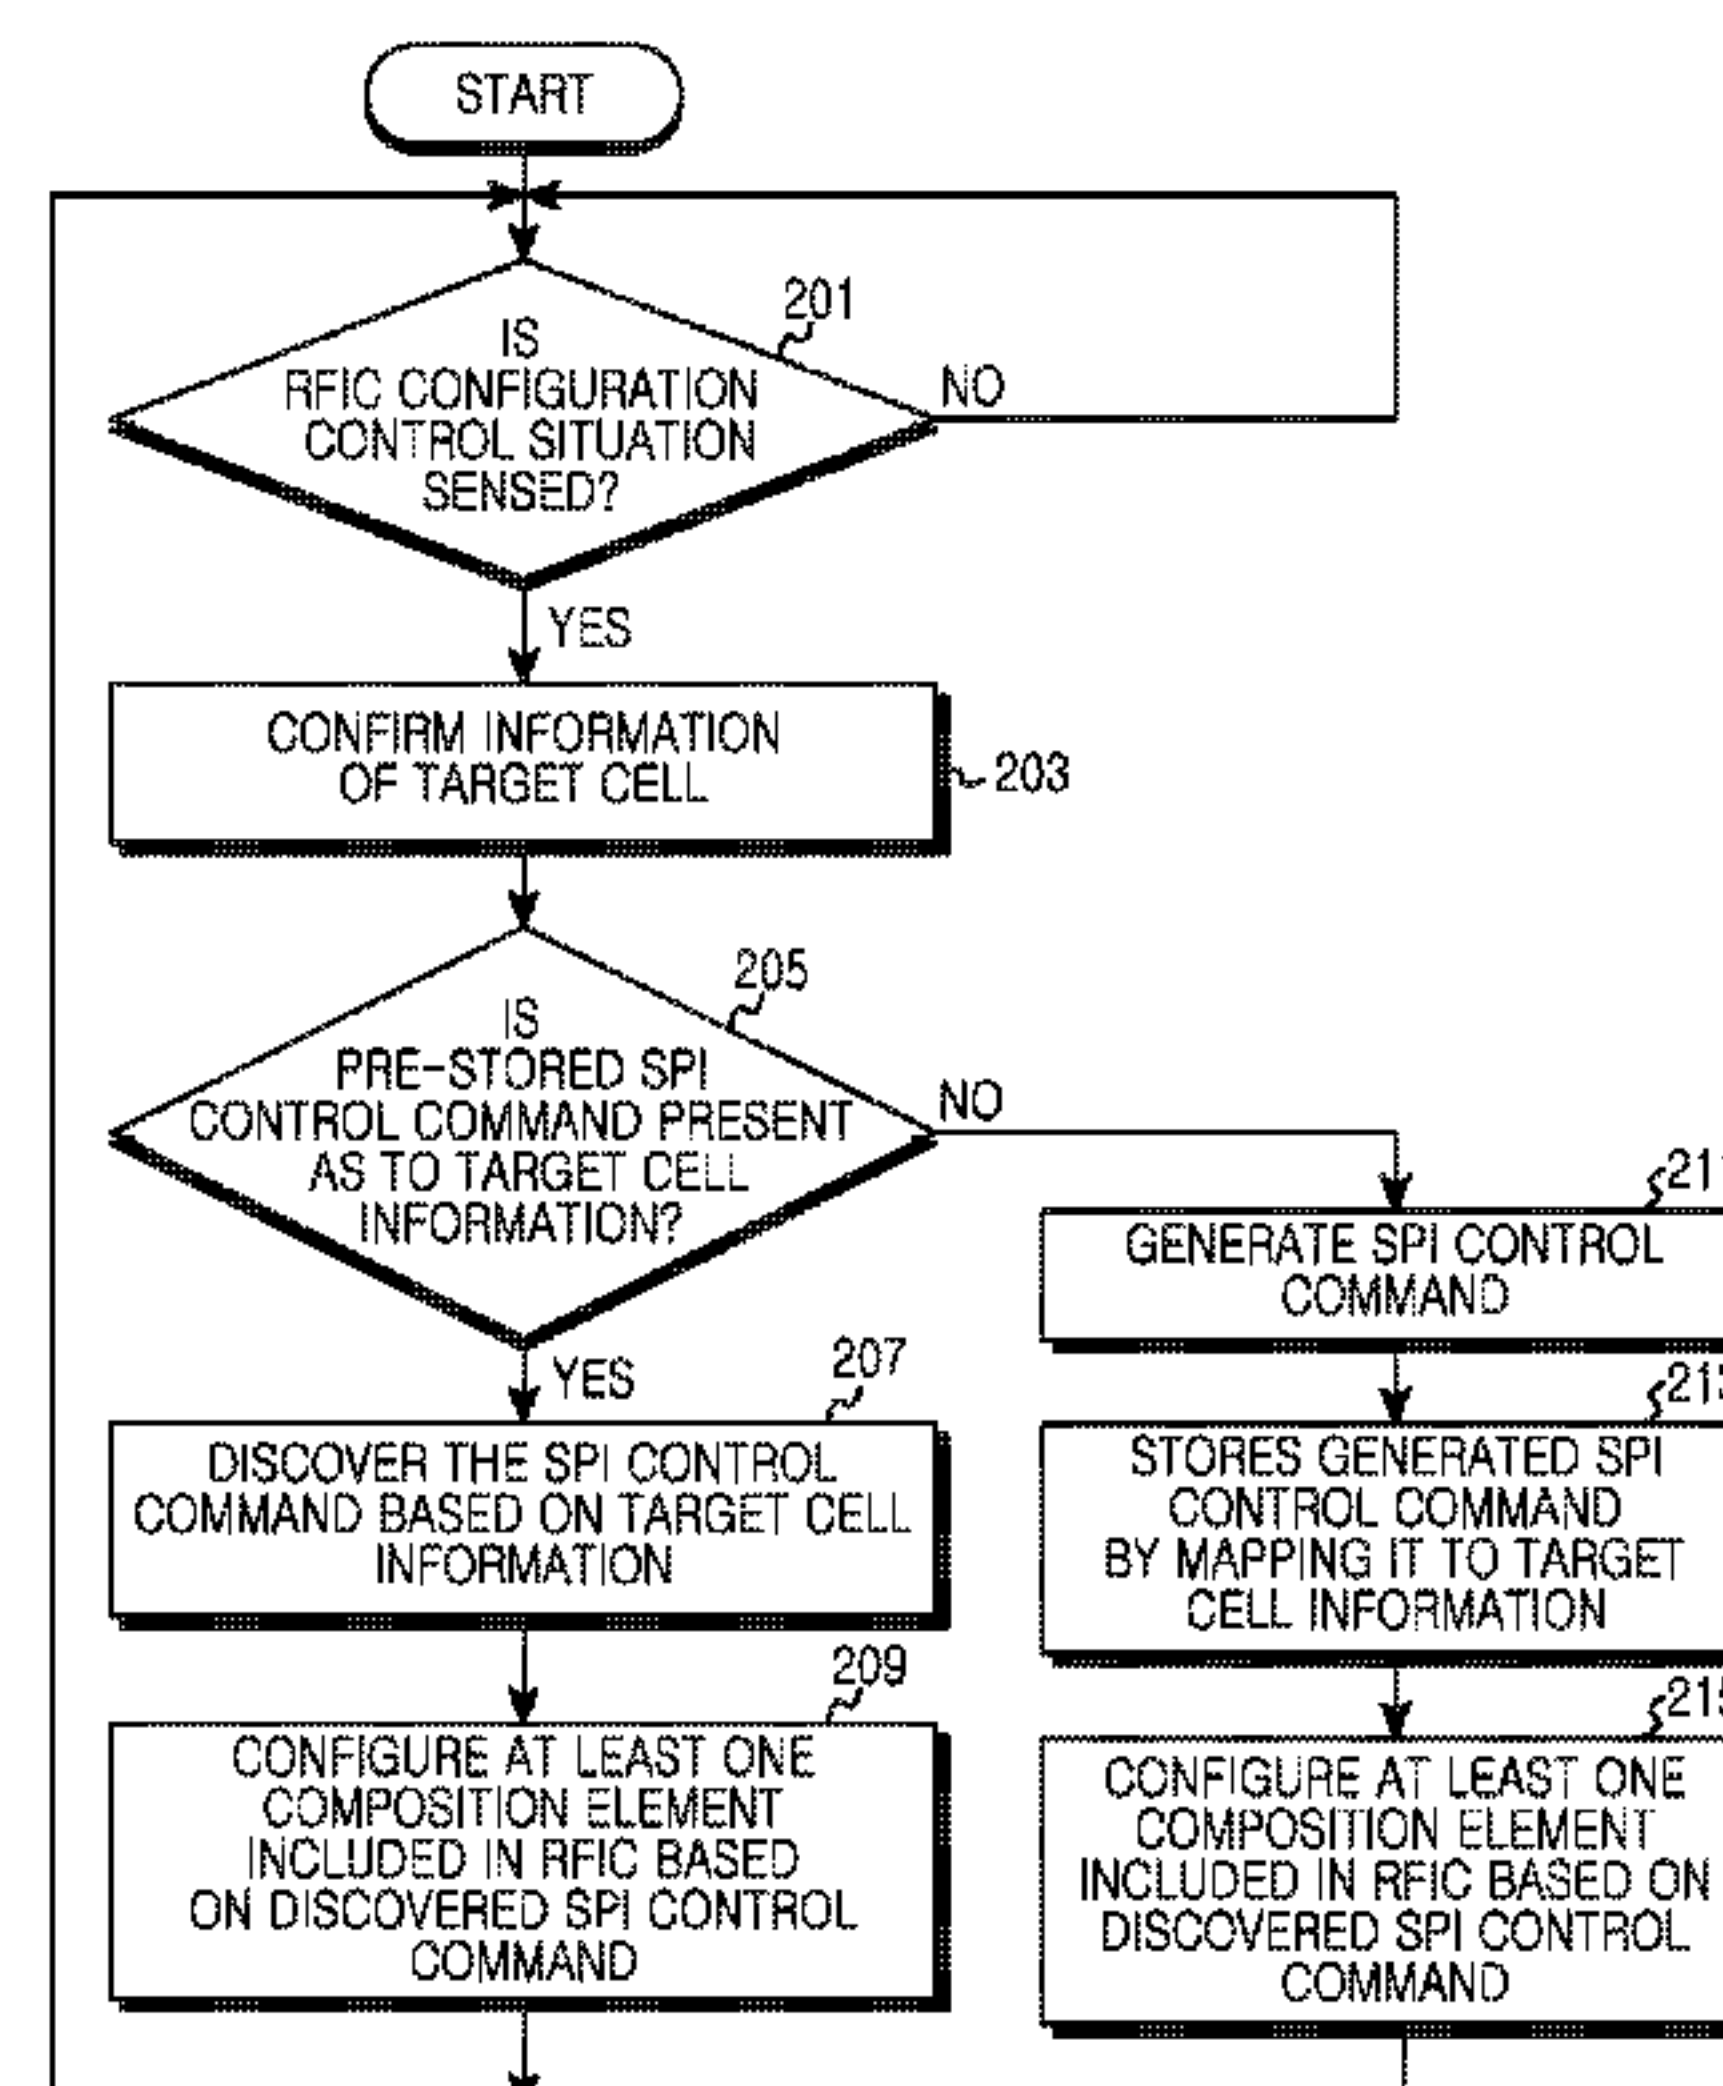 START
201
IS
RFIC CONFIGURATION
CONTROL SITUATION
SENSED?
NO
YES
CONFIRM INFORMATION
OF TARGET CELL
203
205
IS
PRE-STORED SPI
CONTROL COMMAND PRESENT
AS TO TARGET CELL
INFORMATION?
NO
YES
207
DISCOVER THE SPI CONTROL
COMMAND BASED ON TARGET CELL
INFORMATION
209
CONFIGURE AT LEAST ONE
COMPOSITION ELEMENT
INCLUDED IN RFIC BASED
ON DISCOVERED SPI CONTROL
COMMAND
GENERATE SPI CONTROL
COMMAND
STORES GENERATED SPI
CONTROL COMMAND
BY MAPPING IT TO TARGET
CELL INFORMATION
CONFIGURE AT LEAST ONE
COMPOSITION ELEMENT
INCLUDED IN RFIC BASED ON
DISCOVERED SPI CONTROL
COMMAND